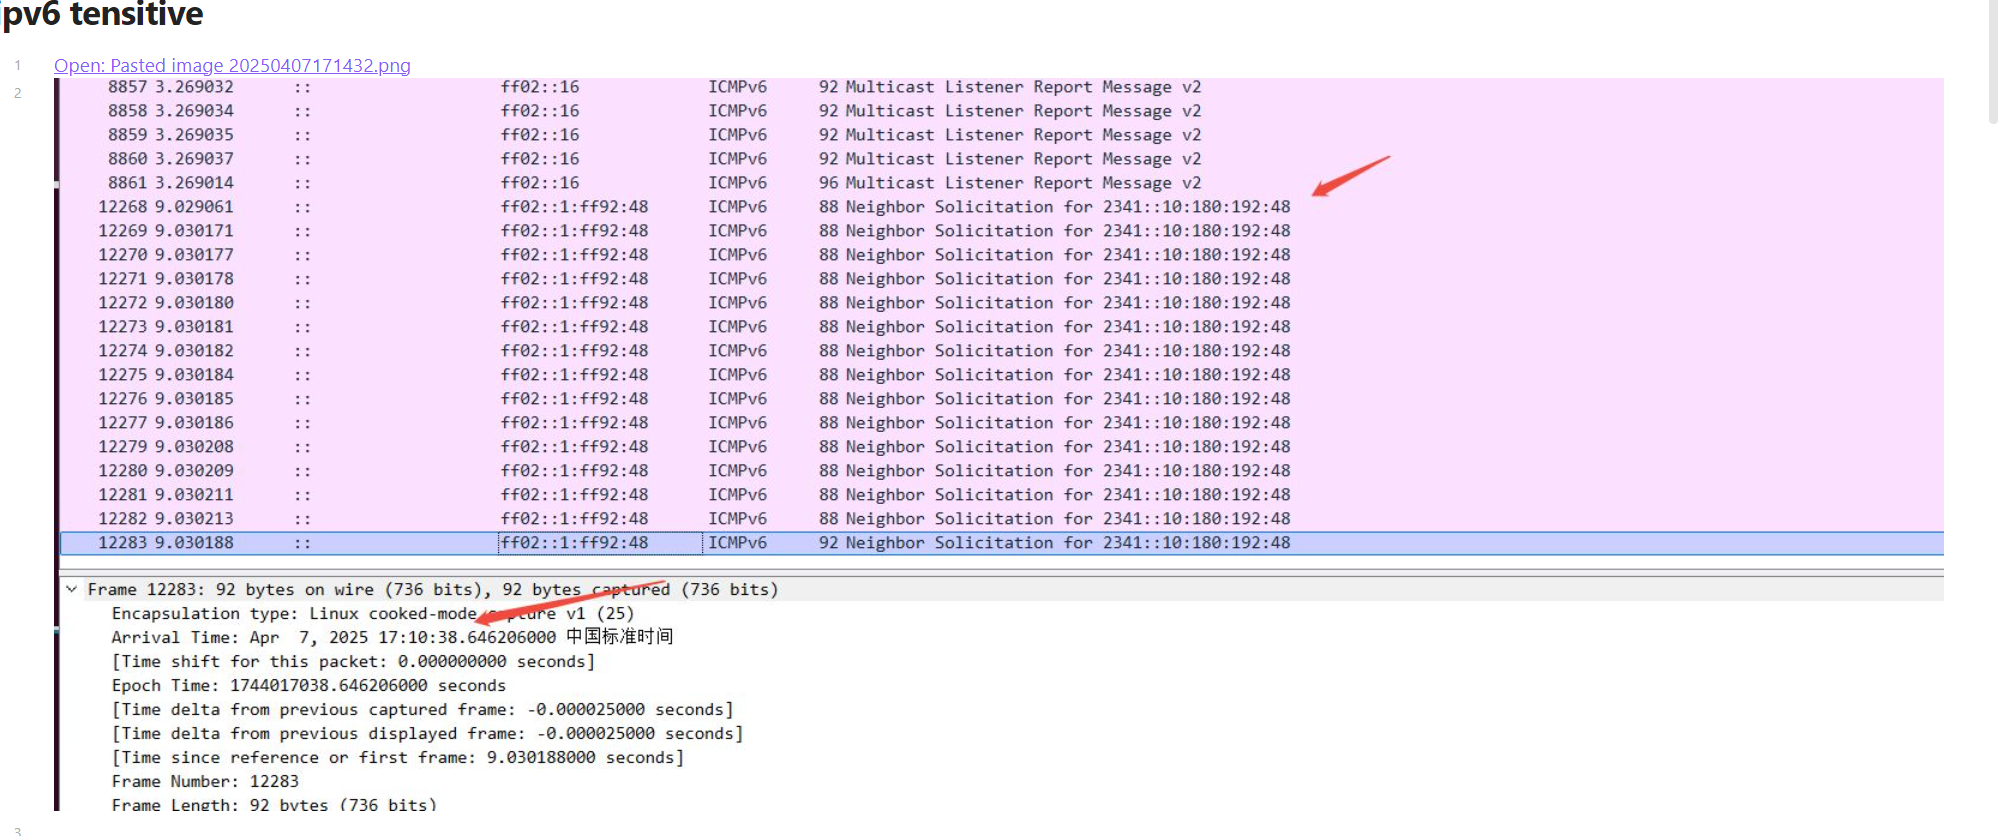 ipv6 tensitive
1 Open: Pasted image 20250407171432.png
2
8857 3.269032 :: ff02::16 ICMPv6 92 Multicast Listener Report Message v2
8858 3.269034 :: ff02::16 ICMPv6 92 Multicast Listener Report Message v2
8859 3.269035 :: ff02::16 ICMPv6 92 Multicast Listener Report Message v2
8860 3.269037 :: ff02::16 ICMPv6 92 Multicast Listener Report Message v2
8861 3.269014 :: ff02::16 ICMPv6 96 Multicast Listener Report Message v2
12268 9.029061 :: ff02::1:ff92:48 ICMPv6 88 Neighbor Solicitation for 2341::10:180:192:48
12269 9.030171 :: ff02::1:ff92:48 ICMPv6 88 Neighbor Solicitation for 2341::10:180:192:48
12270 9.030177 :: ff02::1:ff92:48 ICMPv6 88 Neighbor Solicitation for 2341::10:180:192:48
12271 9.030178 :: ff02::1:ff92:48 ICMPv6 88 Neighbor Solicitation for 2341::10:180:192:48
12272 9.030180 :: ff02::1:ff92:48 ICMPv6 88 Neighbor Solicitation for 2341::10:180:192:48
12273 9.030181 :: ff02::1:ff92:48 ICMPv6 88 Neighbor Solicitation for 2341::10:180:192:48
12274 9.030182 :: ff02::1:ff92:48 ICMPv6 88 Neighbor Solicitation for 2341::10:180:192:48
12275 9.030184 :: ff02::1:ff92:48 ICMPv6 88 Neighbor Solicitation for 2341::10:180:192:48
12276 9.030185 :: ff02::1:ff92:48 ICMPv6 88 Neighbor Solicitation for 2341::10:180:192:48
12277 9.030186 :: ff02::1:ff92:48 ICMPv6 88 Neighbor Solicitation for 2341::10:180:192:48
12279 9.030208 :: ff02::1:ff92:48 ICMPv6 88 Neighbor Solicitation for 2341::10:180:192:48
12280 9.030209 :: ff02::1:ff92:48 ICMPv6 88 Neighbor Solicitation for 2341::10:180:192:48
12281 9.030211 :: ff02::1:ff92:48 ICMPv6 88 Neighbor Solicitation for 2341::10:180:192:48
12282 9.030213 :: ff02::1:ff92:48 ICMPv6 88 Neighbor Solicitation for 2341::10:180:192:48
12283 9.030188 :: ff02::1:ff92:48 ICMPv6 92 Neighbor Solicitation for 2341::10:180:192:48
Frame 12283: 92 bytes on wire (736 bits), 92 bytes captured (736 bits)
Encapsulation type: Linux cooked-mode capture v1 (25)
Arrival Time: Apr 7, 2025 17:10:38.646206000 中国标准时间
[Time shift for this packet: 0.000000000 seconds]
Epoch Time: 1744017038.646206000 seconds
[Time delta from previous captured frame: -0.000025000 seconds]
[Time delta from previous displayed frame: -0.000025000 seconds]
[Time since reference or first frame: 9.030188000 seconds]
Frame Number: 12283
Frame Length: 92 bytes (736 bits)
3